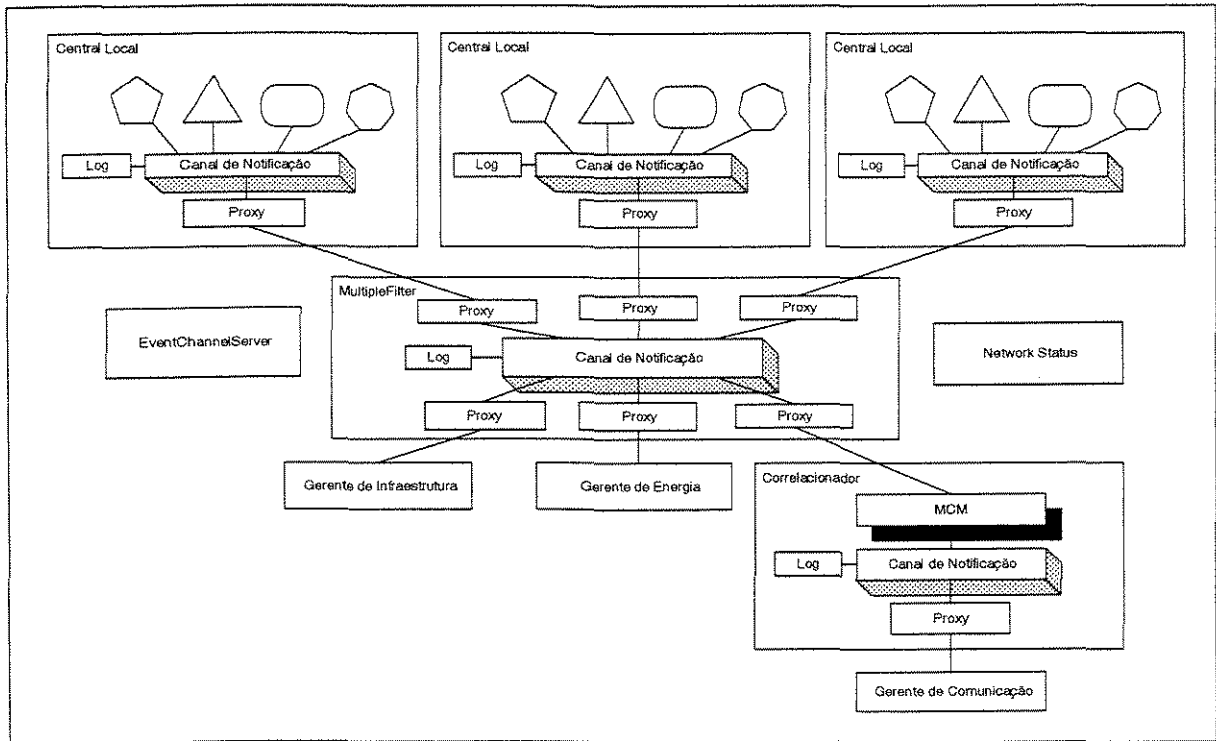 Central Local
Central Local
Central Local
Log
Canal de Notificação
Log
Canal de Notificação
Log
Canal de Notificação
Proxy
Proxy
Proxy
MultipleFilter
Proxy
Proxy
Proxy
EventChannelServer
Log
Canal de Notificação
Network Status
Proxy
Proxy
Proxy
Gerente de Infraestrutura
Gerente de Energia
Correlacionador
MCM
Log
Canal de Notificação
Proxy
Gerente de Comunicação